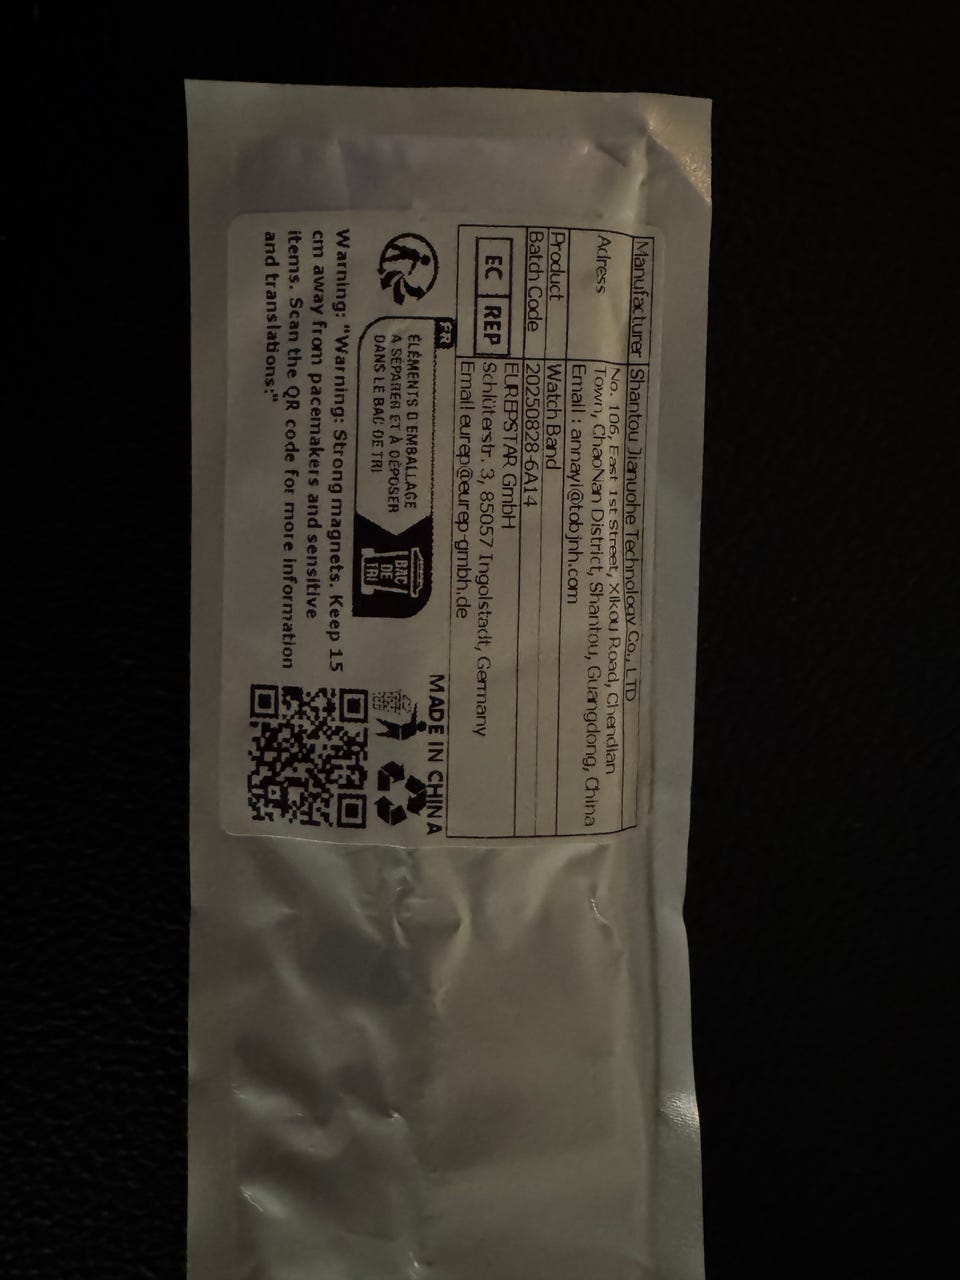 Manufacturer Shantou Jianuohe Technology Co., LTD
Adress No. 106, East 1st Street, Xikou Road, Chendian
Town, ChaoNan District, Shantou, Guangdong, China
Email : annayi@tobjnh.com
Product Watch Band
Batch Code 20250828-6A14
EC REP EUREPSTAR GmbH
Schlüterstr. 3, 85057 Ingolstadt, Germany
Email eurep@eurep-gmbh.de
FR
ÉLÉMENTS D'EMBALLAGE
À SÉPARER ET À DÉPOSER
DANS LE BAC DE TRI
BAC
DE
TRI
MADE IN CHINA
Warning: "Warning: Strong magnets. Keep 15
cm away from pacemakers and sensitive
items. Scan the QR code for more information
and translations:"